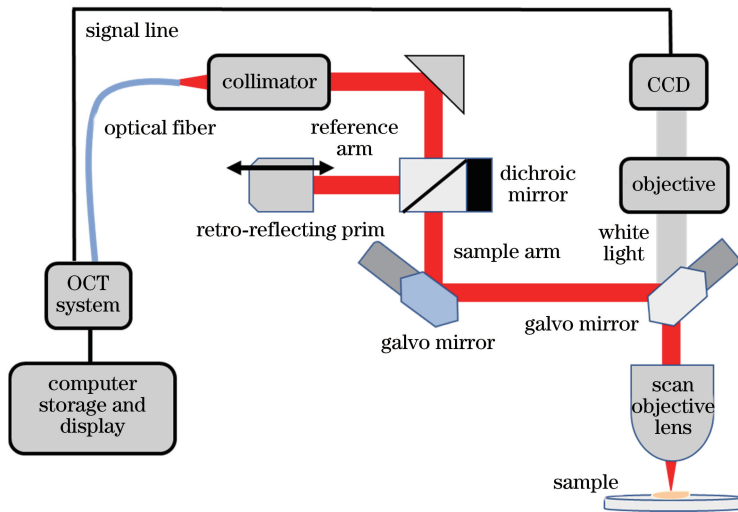 signal line
collimator
CCD
optical fiber
reference
arm
dichroic
mirror
objective
retro-reflecting prim
sample arm
white
light
OCT
system
galvo mirror
galvo mirror
computer
storage and
display
scan
objective
lens
sample